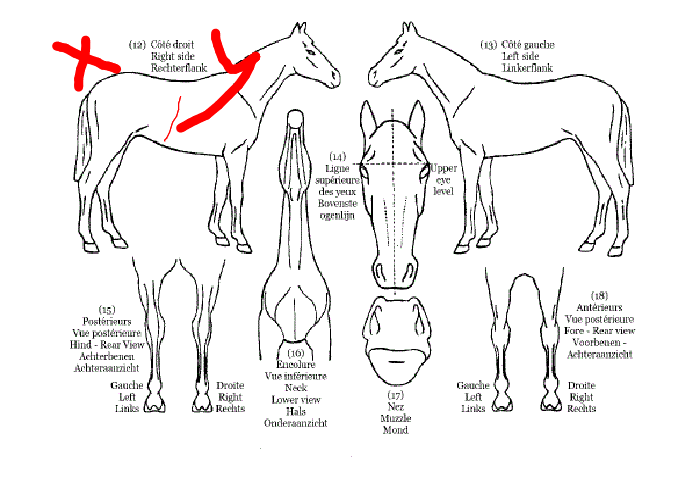 (12) Côté droit
Right side
Rechterflank
(13) Côté gauche
Left side
Linkerflank
(14)
Ligne
supérieure
des yeux
Bovenste
ogenlijn
Upper
eye
level
(15)
Postérieurs
Vue postérieure
Hind - Rear View
Achterbenen
Achteraanzicht
Gauche
Left
Links
Droite
Right
Rechts
(16)
Encolure
Vue inférieure
Neck
Lower view
Hals
Onderaanzicht
(17)
Nez
Muzzle
Mond
(18)
Antérieurs
Vue postérieure
Fore - Rear view
Voorbenen -
Achteraanzicht
Gauche
Left
Links
Droite
Right
Rechts